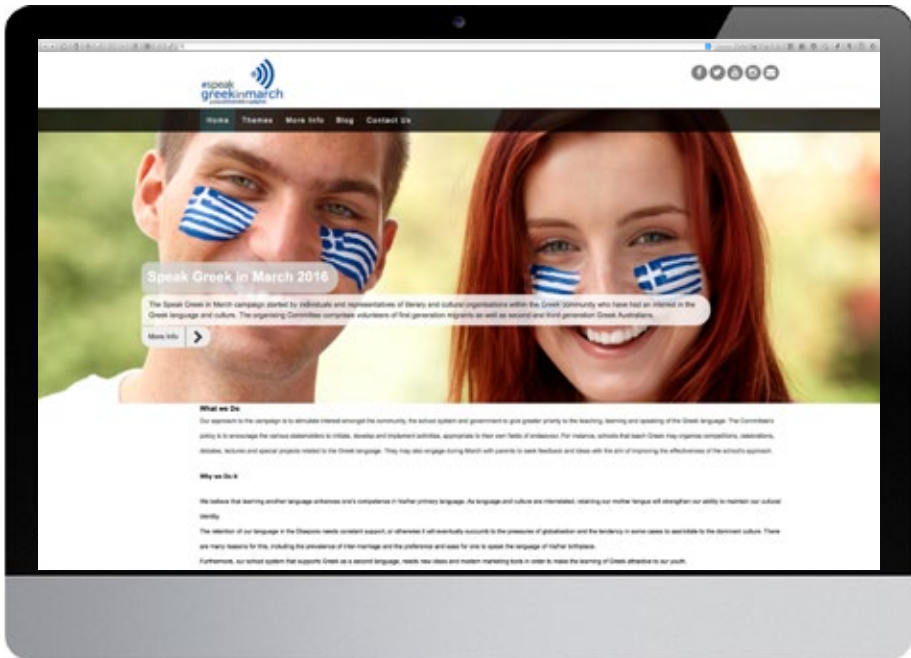 #speak
greekinmarch
Home Themes More Info Blog Contact Us
Speak Greek in March 2016
The Speak Greek in March campaign started by individuals and representatives of literary and cultural organisations within the Greek community who have had an interest in the
Greek language and culture. The organising Committee comprises volunteers of first generation migrants as well as second and third generation Greek Australians.
More Info
What we Do
Our approach to the campaign is to stimulate interest amongst the community, the school system and government to give greater priority to the teaching, learning and speaking of the Greek language. The Committee's
policy is to encourage the various stakeholders to initiate, develop and implement activities, appropriate to their own fields of endeavour. For instance, schools that teach Greek may organise competitions, celebrations,
debates, lectures and special projects related to the Greek language. They may also engage during March with parents to seek feedback and ideas with the aim of improving the effectiveness of the school's approach.
Why we Do it
We believe that learning another language enhances one's competence in his/her primary language. As language and culture are interrelated, retaining our mother tongue will strengthen our ability to maintain our cultural
identity.
The retention of our language in the Diaspora needs constant support, or otherwise it will eventually succumb to the pressures of globalisation and the tendency in some cases to assimilate to the dominant culture. There
are many reasons for this, including the prevalence of inter-marriage and the preference and ease for one to speak the language of his/her birthplace.
Furthermore, our school system that supports Greek as a second language, needs new ideas and modern marketing tools in order to make the learning of Greek attractive to our youth.